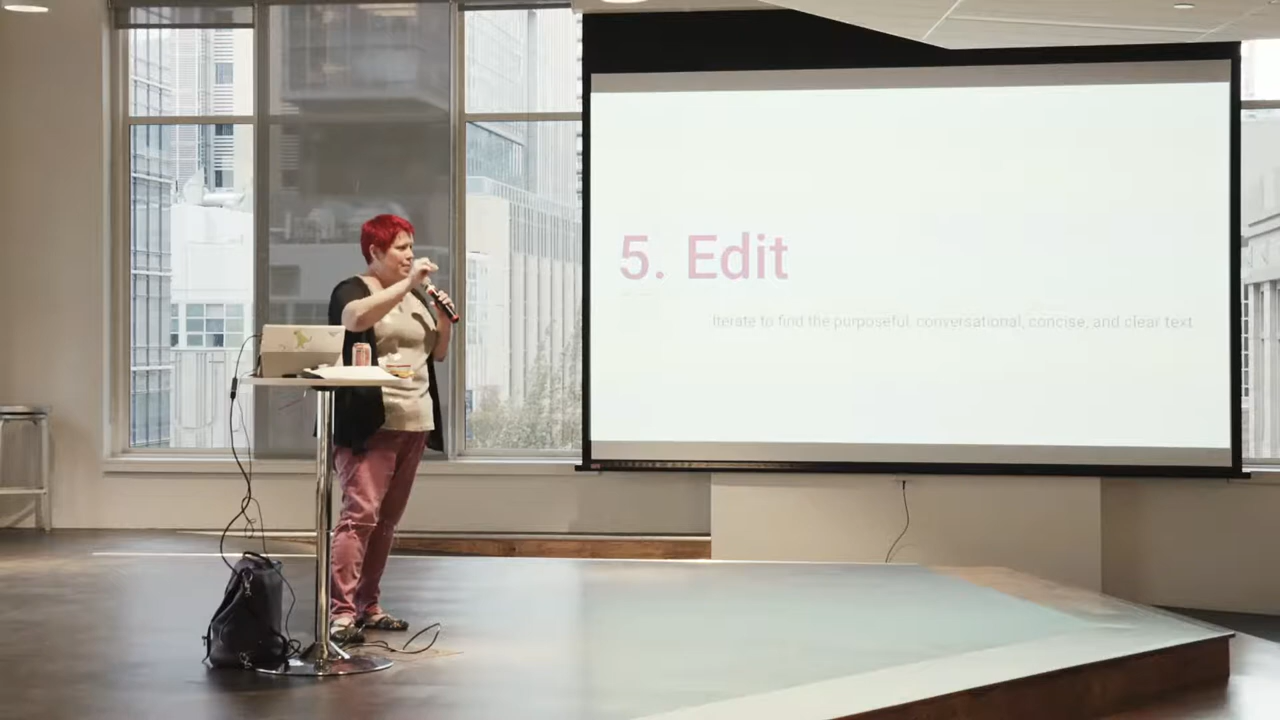 5. Edit
Iterate to find the purposeful, conversational, concise, and clear text